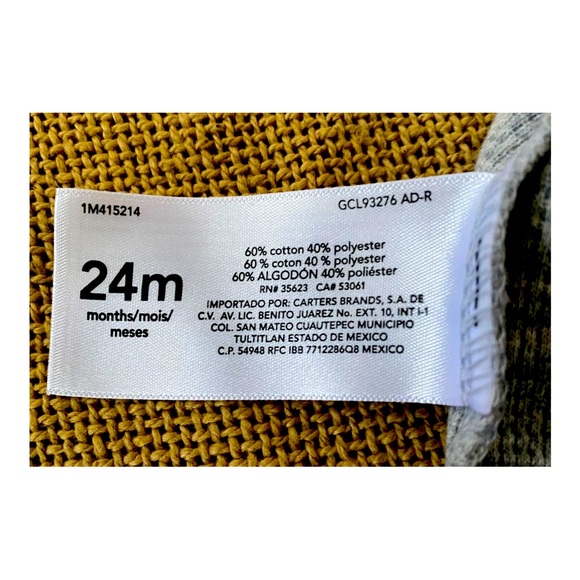 1M415214
GCL93276 AD-R
24m
months/mois/
meses
60% cotton 40% polyester
60 % coton 40 % polyester
60% ALGODÓN 40% poliéster
RN# 35623 CA# 53061
IMPORTADO POR: CARTERS BRANDS, S.A. DE
C.V. AV. LIC. BENITO JUAREZ No. EXT. 10, INT I-1
COL. SAN MATEO CUAUTEPEC MUNICIPIO
TULTITLAN ESTADO DE MEXICO
C.P. 54948 RFC IBB 7712286Q8 MEXICO